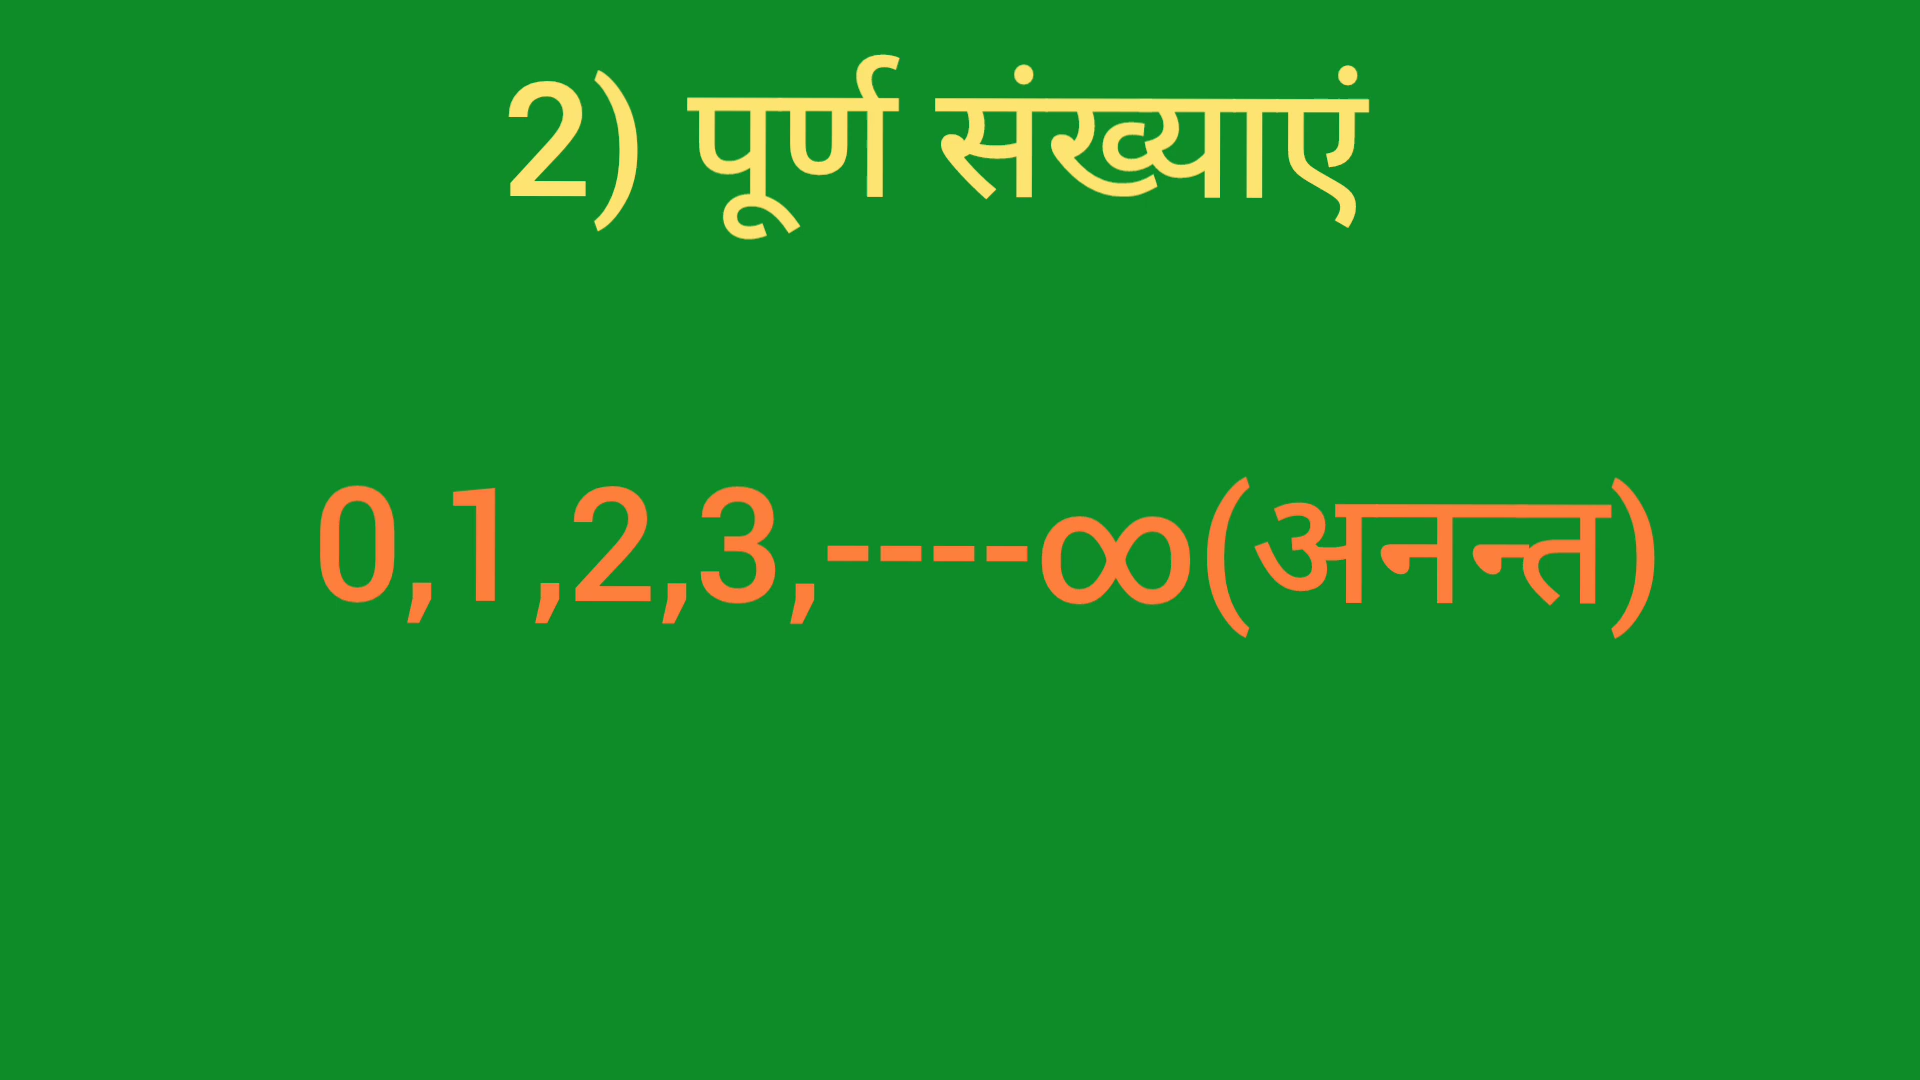 2) पूर्ण संख्याएं
0,1,2,3,----∞(अनन्त)